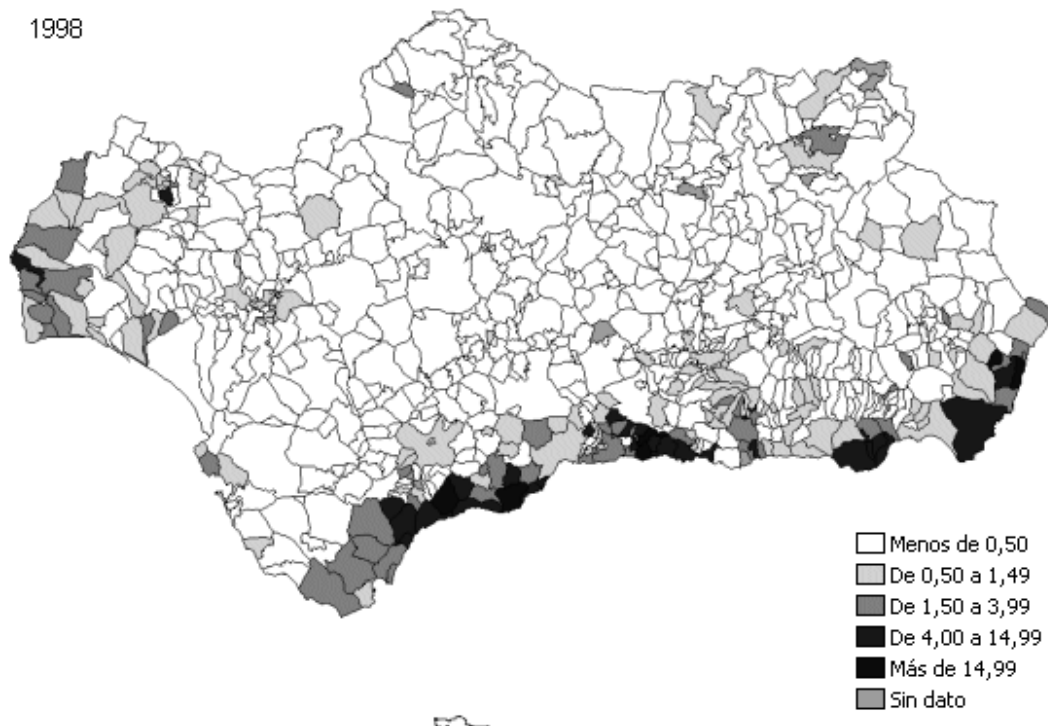 1998
Menos de 0,50
De 0,50 a 1,49
De 1,50 a 3,99
De 4,00 a 14,99
Más de 14,99
Sin dato